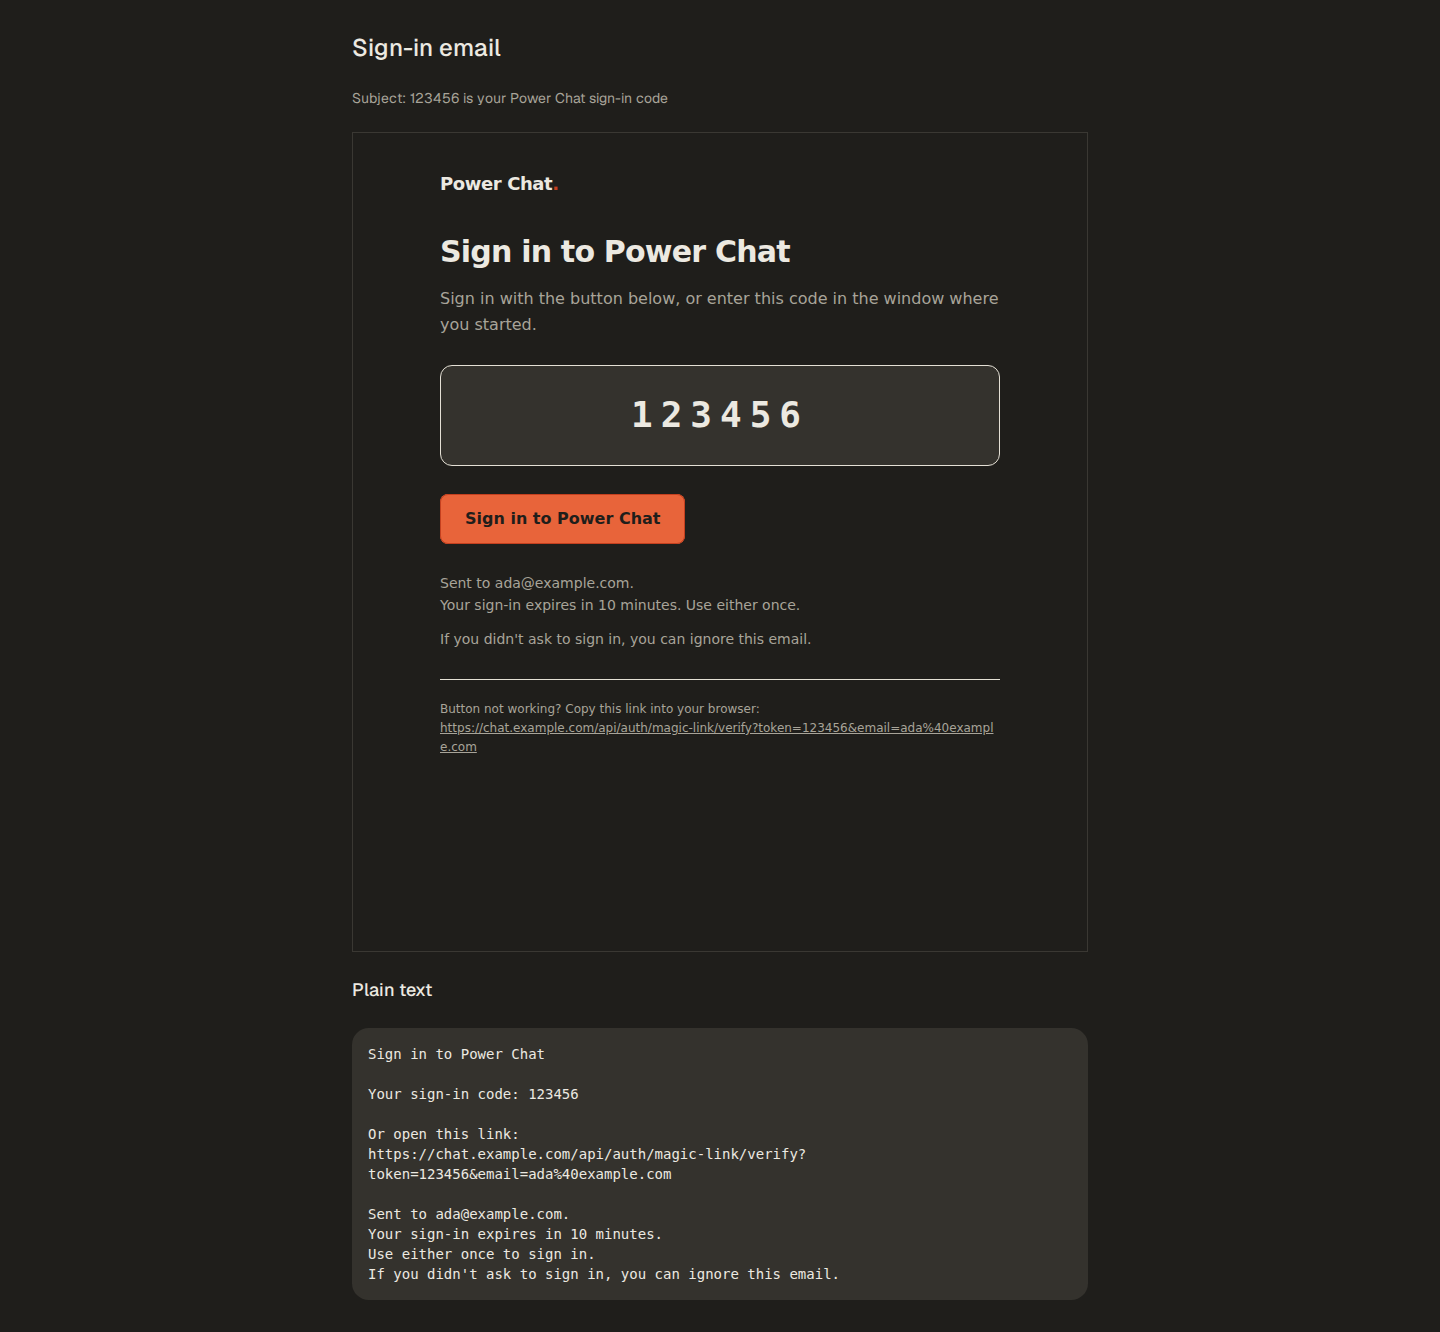 Sign-in email
Subject: 123456 is your Power Chat sign-in code
Power Chat.
Sign in to Power Chat
Sign in with the button below, or enter this code in the window where
you started.
123456
Sign in to Power Chat
Sent to ada@example.com.
Your sign-in expires in 10 minutes. Use either once.
If you didn't ask to sign in, you can ignore this email.
Button not working? Copy this link into your browser:
https://chat.example.com/api/auth/magic-link/verify?token=123456&email=ada%40exampl
e.com
Plain text
Sign in to Power Chat
Your sign-in code: 123456
Or open this link:
https://chat.example.com/api/auth/magic-link/verify?
token=123456&email=ada%40example.com
Sent to ada@example.com.
Your sign-in expires in 10 minutes.
Use either once to sign in.
If you didn't ask to sign in, you can ignore this email.